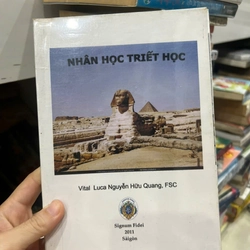 NHÂN HỌC TRIẾT HỌC
Vital Luca Nguyễn Hữu Quang, FSC
Signum Fidei
2013
Sàigòn